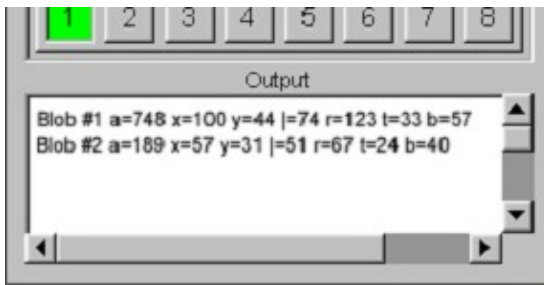 1 2 3 4 5 6 7 8
Output
Blob #1 a=748 x=100 y=44 |=74 r=123 t=33 b=57
Blob #2 a=189 x=57 y=31 |=51 r=67 t=24 b=40